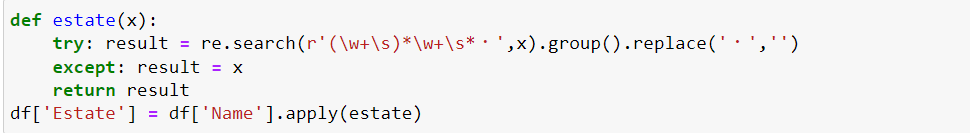 def estate(x):
    try: result = re.search(r'(\w+\s)*\w+\s*·',x).group().replace('·','')
    except: result = x
    return result
df['Estate'] = df['Name'].apply(estate)